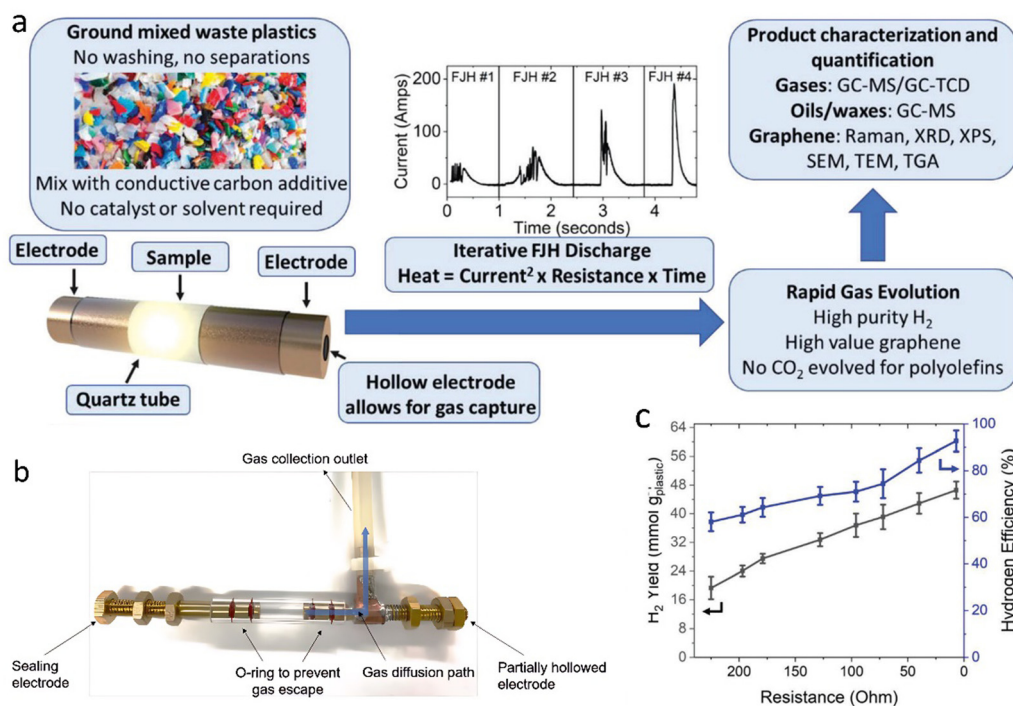 a
Ground mixed waste plastics
No washing, no separations
Mix with conductive carbon additive
No catalyst or solvent required
Current (Amps)
200
100
0
FJH #1
FJH #2
FJH #3
FJH #4
0
1
2
3
4
Time (seconds)
Product characterization and
quantification
Gases: GC-MS/GC-TCD
Oils/waxes: GC-MS
Graphene: Raman, XRD, XPS,
SEM, TEM, TGA
Electrode
Sample
Electrode
Quartz tube
Hollow electrode
allows for gas capture
Iterative FJH Discharge
Heat = Current² x Resistance x Time
Rapid Gas Evolution
High purity H₂
High value graphene
No CO₂ evolved for polyolefins
b
Gas collection outlet
Sealing
electrode
O-ring to prevent
gas escape
Gas diffusion path
Partially hollowed
electrode
c
H₂ Yield (mmol g plastic)
64
56
48
40
32
24
16
8
0
200
150
100
50
0
Resistance (Ohm)
100
80
60
40
20
0
Hydrogen Efficiency (%)